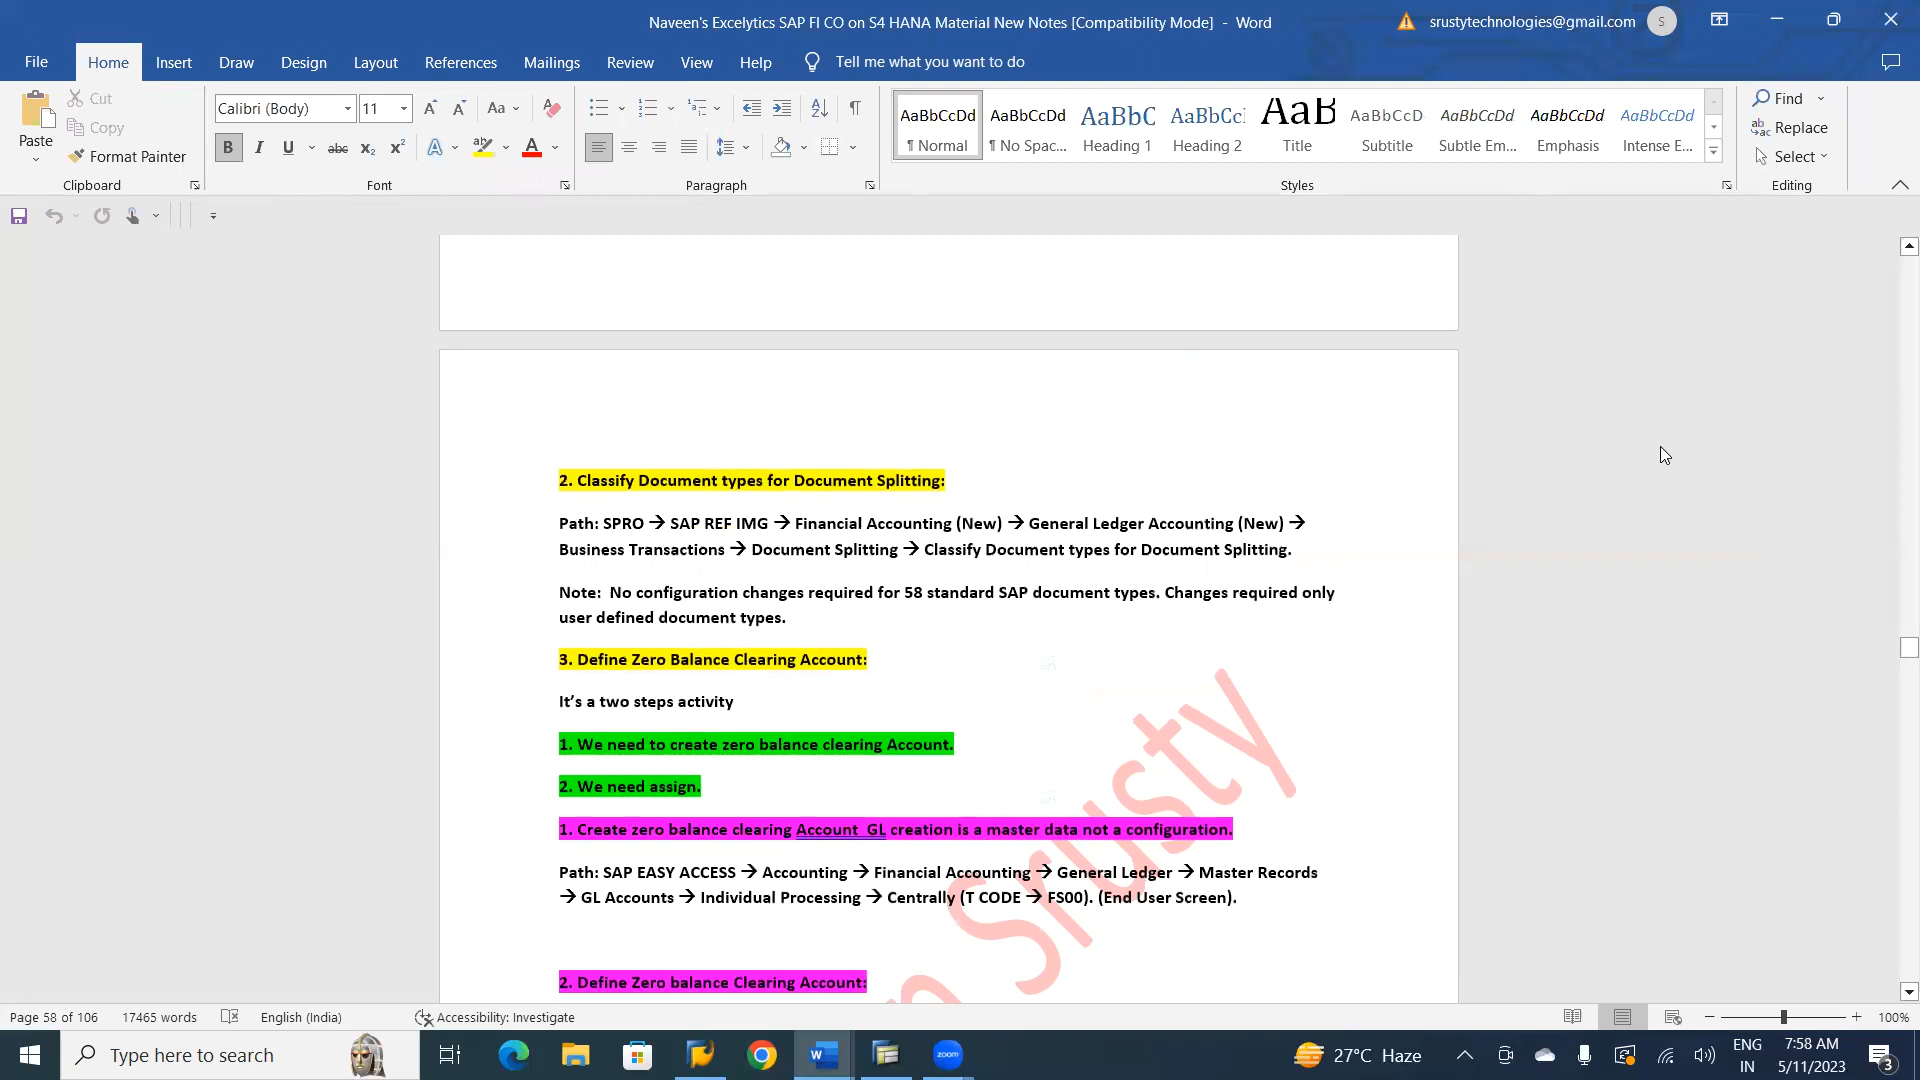 Naveen's Excelytics SAP FI CO on S4 HANA Material New Notes [Compatibility Mode] - Word
srustytechnologies@gmail.com
S
File Home Insert Draw Design Layout References Mailings Review View Help Tell me what you want to do
Cut
Copy
Paste
Format Painter
Clipboard
Calibri (Body) 11
Font
Paragraph
AaBbCcDd AaBbCcDd AaBbC AaBbCc AaB AaBbCcD AaBbCcDd AaBbCcDd AaBbCcDd
¶ Normal ¶ No Spac... Heading 1 Heading 2 Title Subtitle Subtle Em... Emphasis Intense E...
Styles
Find
Replace
Select
Editing
2. Classify Document types for Document Splitting:
Path: SPRO → SAP REF IMG → Financial Accounting (New) → General Ledger Accounting (New) →
Business Transactions → Document Splitting → Classify Document types for Document Splitting.
Note: No configuration changes required for 58 standard SAP document types. Changes required only
user defined document types.
3. Define Zero Balance Clearing Account:
It's a two steps activity
1. We need to create zero balance clearing Account.
2. We need assign.
1. Create zero balance clearing Account GL creation is a master data not a configuration.
Path: SAP EASY ACCESS → Accounting → Financial Accounting → General Ledger → Master Records
→ GL Accounts → Individual Processing → Centrally (T CODE → FS00). (End User Screen).
2. Define Zero balance Clearing Account:
Srusty
Page 58 of 106 17465 words English (India) Accessibility: Investigate 100%
Type here to search
zoom
27°C Haze
ENG
IN
7:58 AM
5/11/2023
3